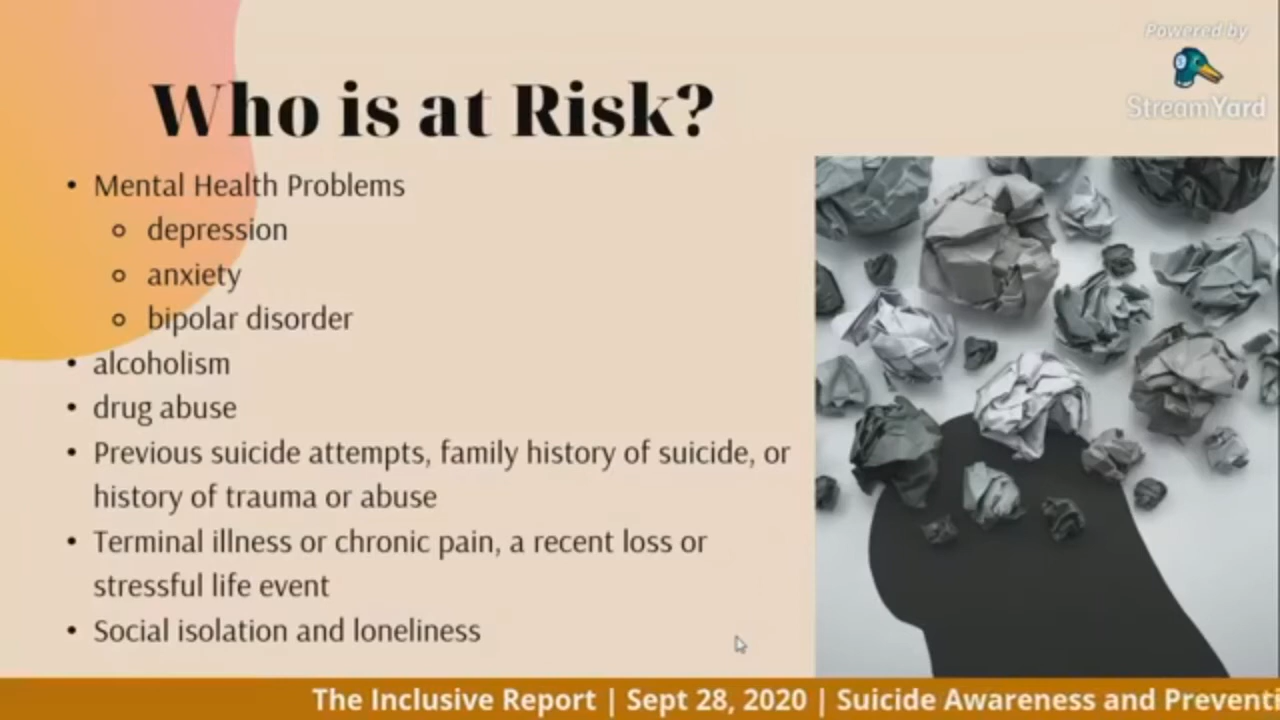 Powered by
StreamYard
Who is at Risk?
• Mental Health Problems
◦ depression
◦ anxiety
◦ bipolar disorder
• alcoholism
• drug abuse
• Previous suicide attempts, family history of suicide, or
history of trauma or abuse
• Terminal illness or chronic pain, a recent loss or
stressful life event
• Social isolation and loneliness
The Inclusive Report | Sept 28, 2020 | Suicide Awareness and Preventi